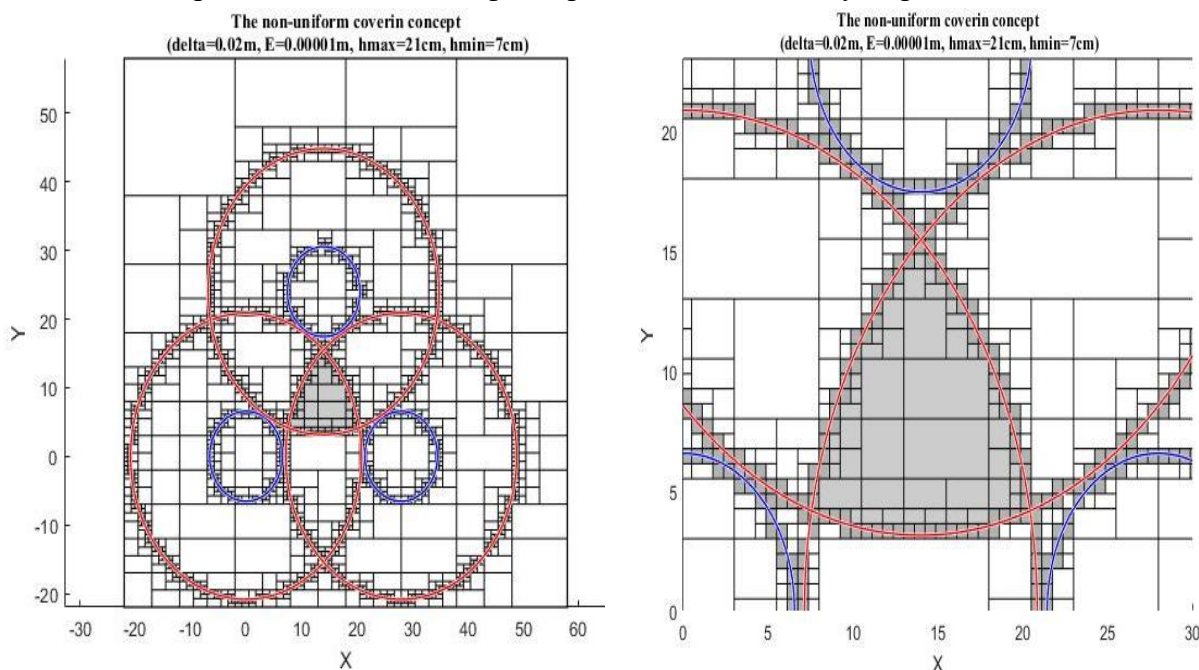 The non-uniform coverin concept
(delta=0.02m, E=0.00001m, hmax=21cm, hmin=7cm)
50
40
30
20
10
0
-10
-20
Y
-30 -20 -10 0 10 20 30 40 50 60
X
The non-uniform coverin concept
(delta=0.02m, E=0.00001m, hmax=21cm, hmin=7cm)
20
15
10
5
0
Y
0 5 10 15 20 25 30
X